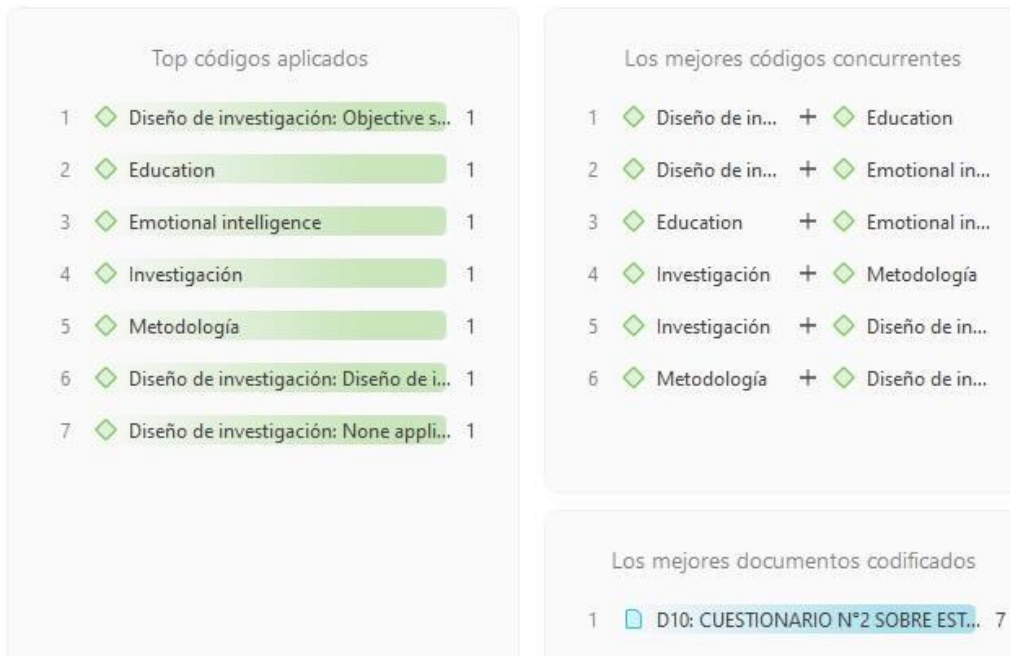 Top códigos aplicados
1 Diseño de investigación: Objective s... 1
2 Education 1
3 Emotional intelligence 1
4 Investigación 1
5 Metodología 1
6 Diseño de investigación: Diseño de i... 1
7 Diseño de investigación: None appli... 1
Los mejores códigos concurrentes
1 Diseño de in... + Education
2 Diseño de in... + Emotional in...
3 Education + Emotional in...
4 Investigación + Metodología
5 Investigación + Diseño de in...
6 Metodología + Diseño de in...
Los mejores documentos codificados
1 D10: CUESTIONARIO N°2 SOBRE EST... 7